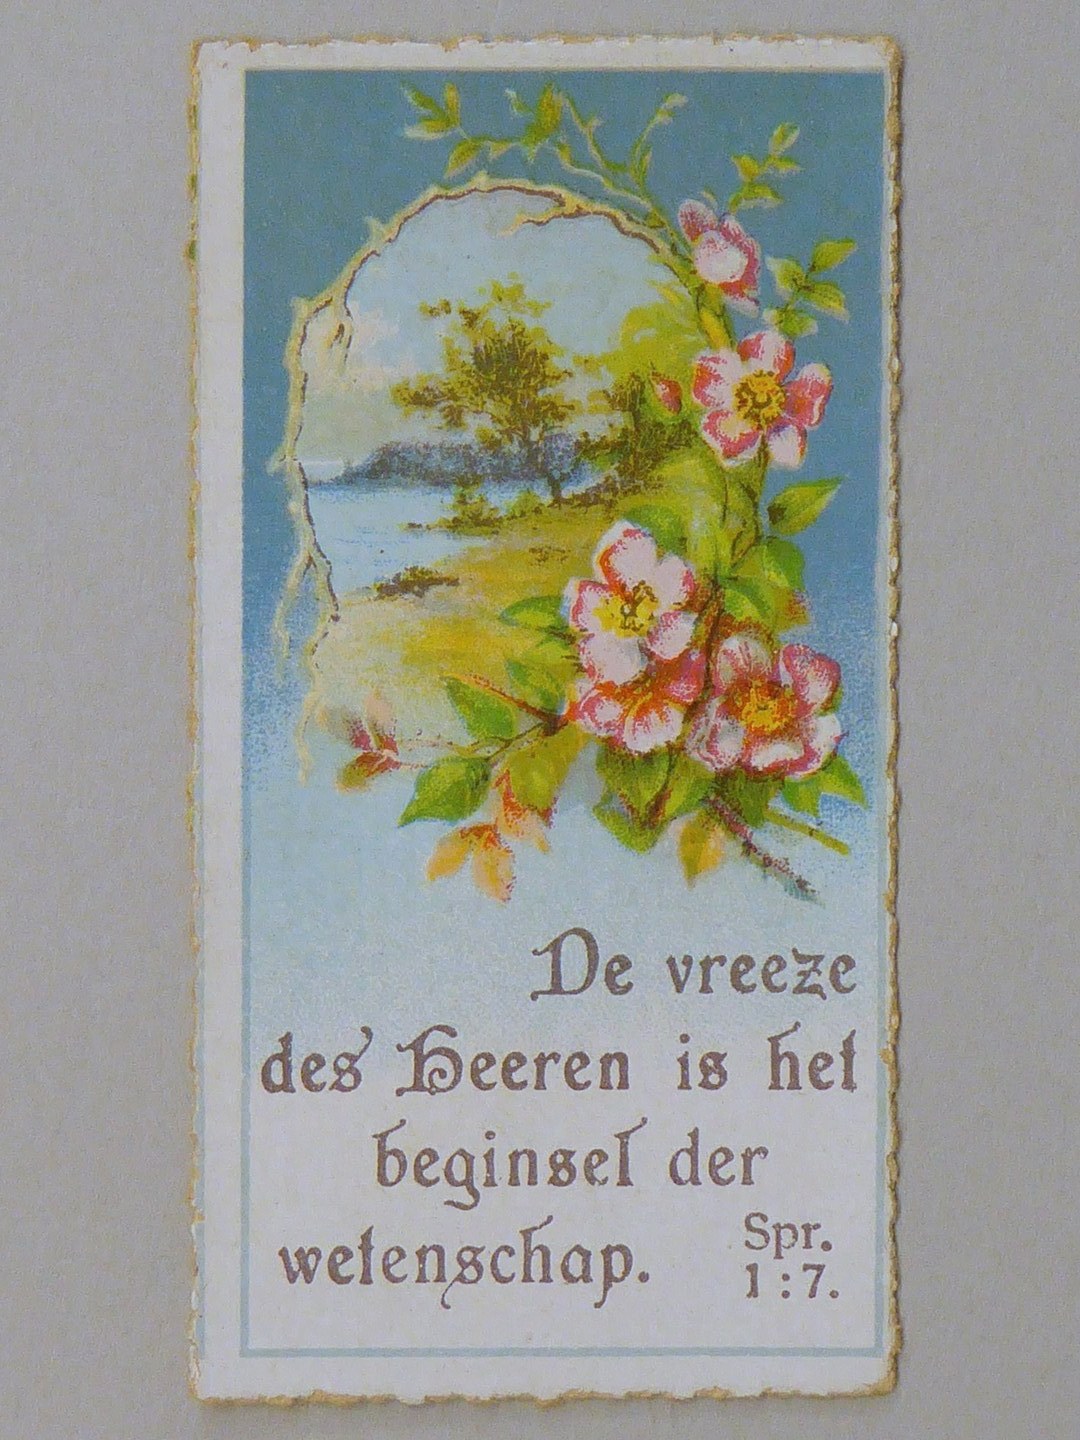 De vreeze
des Heeren is het
beginsel der
wetenschap.
Spr.
1:7.